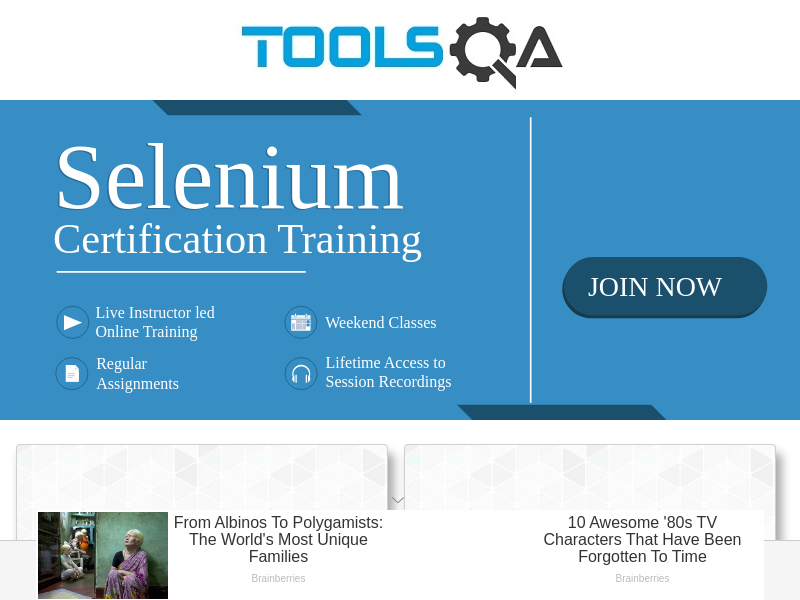 TOOLSQA
Selenium
Certification Training
JOIN NOW
Live Instructor led
Online Training
Weekend Classes
Regular
Assignments
Lifetime Access to
Session Recordings
From Albinos To Polygamists:
The World's Most Unique
Families
Brainberries
10 Awesome '80s TV
Characters That Have Been
Forgotten To Time
Brainberries